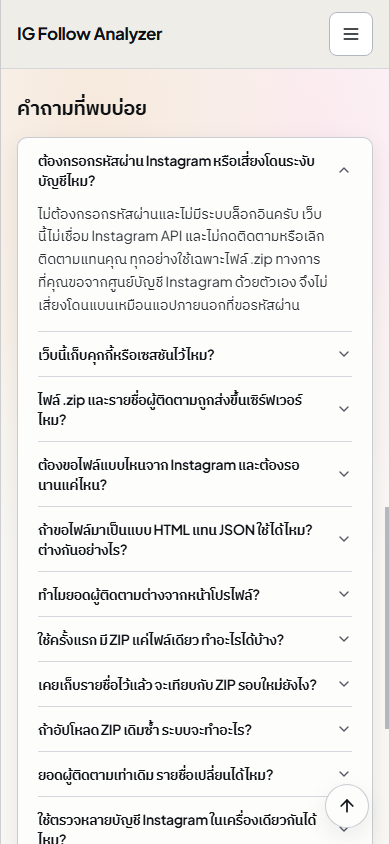 IG Follow Analyzer
คำถามที่พบบ่อย
ต้องกรอกรหัสผ่าน Instagram หรือเสี่ยงโดนระงับ
บัญชีไหม?
ไม่ต้องกรอกรหัสผ่านและไม่มีระบบล็อกอินครับ เว็บ
นี้ไม่เชื่อม Instagram API และไม่กดติดตามหรือเลิก
ติดตามแทนคุณ ทุกอย่างใช้เฉพาะไฟล์ .zip ทางการ
ที่คุณขอจากศูนย์บัญชี Instagram ด้วยตัวเอง จึงไม่
เสี่ยงโดนแบนเหมือนแอปภายนอกที่ขอรหัสผ่าน
เว็บนี้เก็บคุกกี้หรือเซสชันไว้ไหม?
ไฟล์ .zip และรายชื่อผู้ติดตามถูกส่งขึ้นเซิร์ฟเวอร์
ไหม?
ต้องขอไฟล์แบบไหนจาก Instagram และต้องรอ
นานแค่ไหน?
ถ้าขอไฟล์มาเป็นแบบ HTML แทน JSON ใช้ได้ไหม?
ต่างกันอย่างไร?
ทำไมยอดผู้ติดตามต่างจากหน้าโปรไฟล์?
ใช้ครั้งแรก มี ZIP แค่ไฟล์เดียว ทำอะไรได้บ้าง?
เคยเก็บรายชื่อไว้แล้ว จะเทียบกับ ZIP รอบใหม่ยังไง?
ถ้าอัปโหลด ZIP เดิมซ้ำ ระบบจะทำอะไร?
ยอดผู้ติดตามเท่าเดิม รายชื่อเปลี่ยนได้ไหม?
ใช้ตรวจหลายบัญชี Instagram ในเครื่องเดียวกันได้
ไหม?